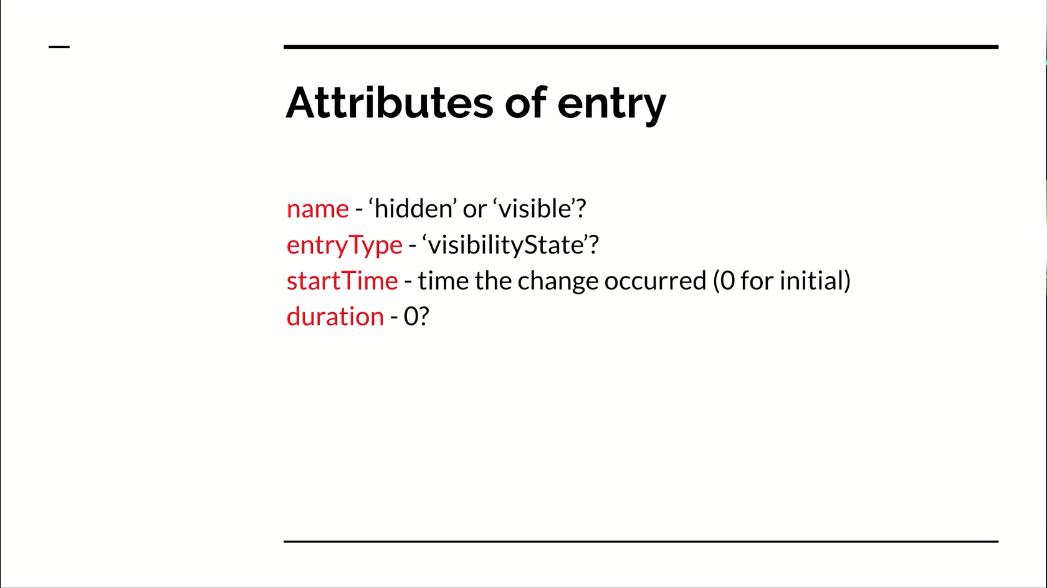 Attributes of entry
name - ‘hidden’ or ‘visible’?
entryType - ‘visibilityState’?
startTime - time the change occurred (0 for initial)
duration - 0?